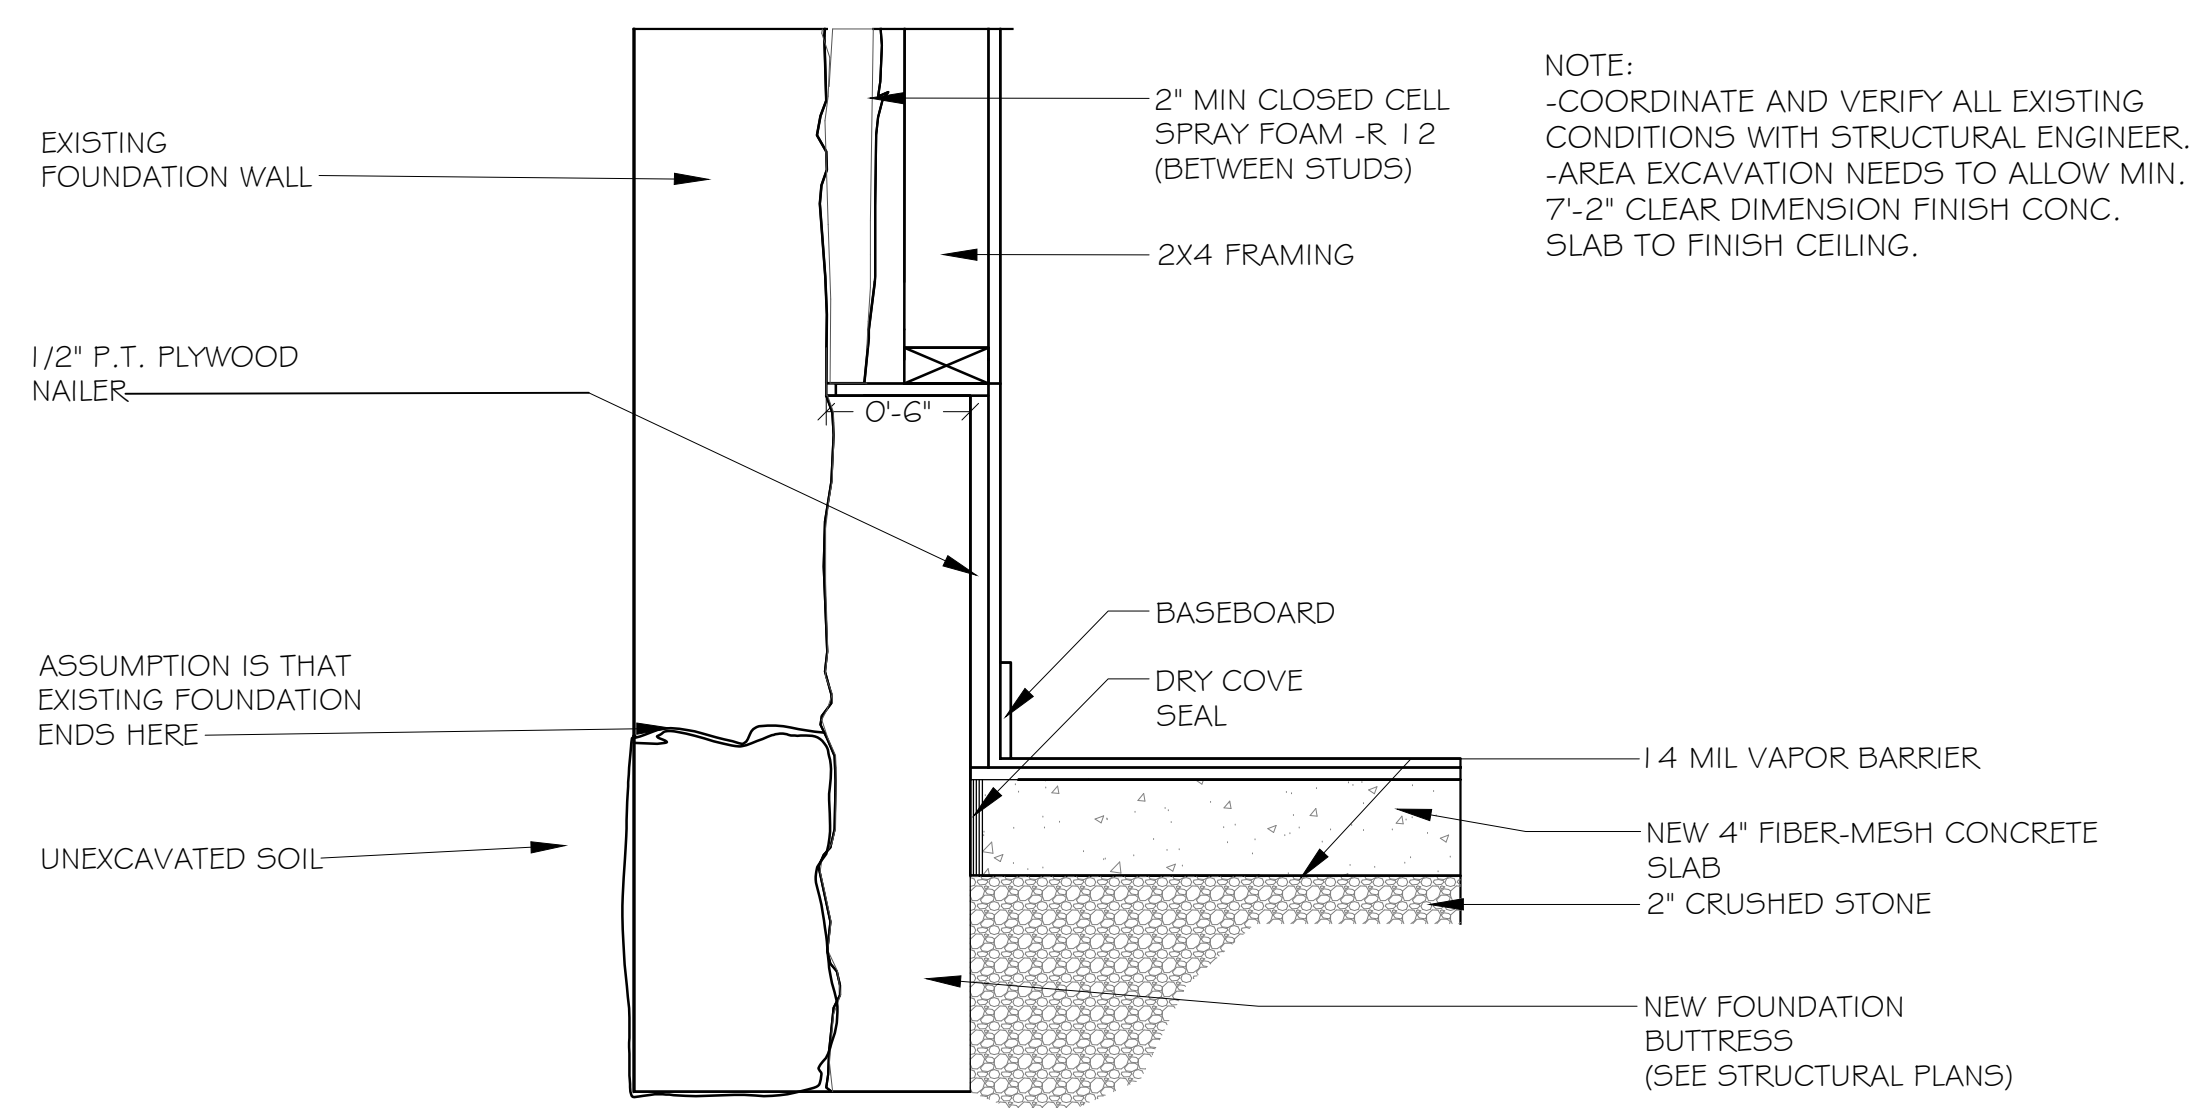 NOTE:
-COORDINATE AND VERIFY ALL EXISTING
CONDITIONS WITH STRUCTURAL ENGINEER.
-AREA EXCAVATION NEEDS TO ALLOW MIN.
7'-2" CLEAR DIMENSION FINISH CONC.
SLAB TO FINISH CEILING.
2" MIN CLOSED CELL
SPRAY FOAM -R 12
(BETWEEN STUDS)
EXISTING
FOUNDATION WALL
2X4 FRAMING
1/2" P.T. PLYWOOD
NAILER
0'-6"
BASEBOARD
ASSUMPTION IS THAT
EXISTING FOUNDATION
ENDS HERE
DRY COVE
SEAL
14 MIL VAPOR BARRIER
NEW 4" FIBER-MESH CONCRETE
SLAB
UNEXCAVATED SOIL
2" CRUSHED STONE
NEW FOUNDATION
BUTTRESS
(SEE STRUCTURAL PLANS)